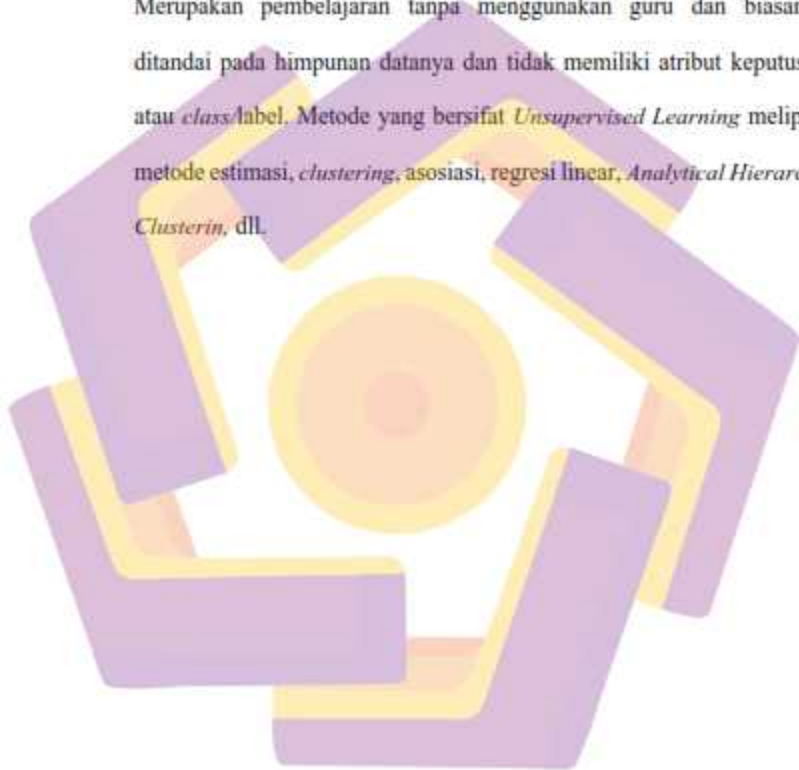 Merupakan pembelajaran tanpa menggunakan guru dan biasan
ditandai pada himpunan datanya dan tidak memiliki atribut keputus
atau class/label. Metode yang bersifat Unsupervised Learning melip
metode estimasi, clustering, asosiasi, regresi linear, Analytical Hierarc
Clusterin, dll.